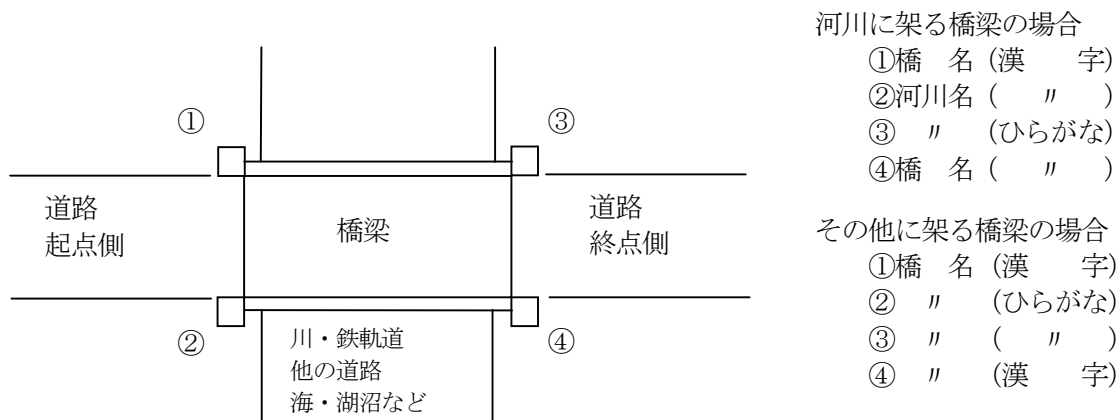 ①
③
道路
起点側
橋梁
道路
終点側
②
④
川・鉄軌道
他の道路
海・湖沼など
河川に架る橋梁の場合
①橋　名（漢　　字）
②河川名（　〃　）
③　〃　（ひらがな）
④橋　名（　〃　）
その他に架る橋梁の場合
①橋　名（漢　　字）
②　〃　（ひらがな）
③　〃　（　〃　）
④　〃　（漢　　字）